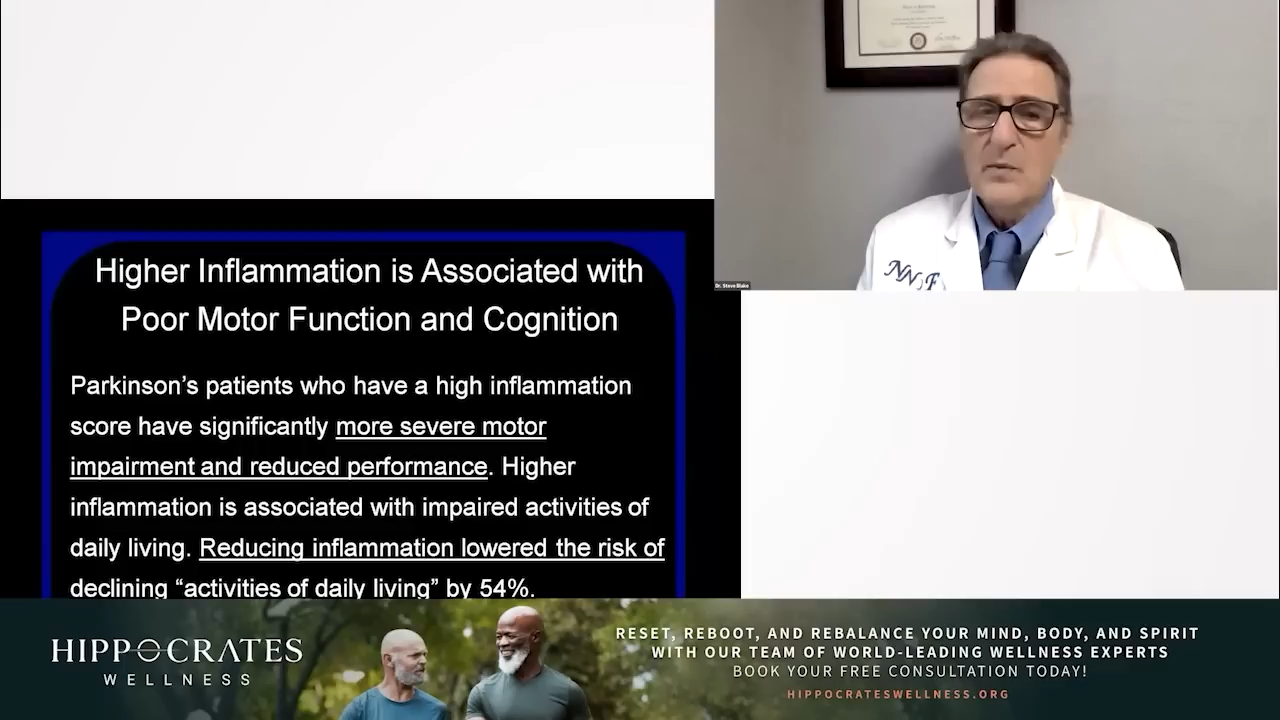 Higher Inflammation is Associated with
Poor Motor Function and Cognition
Parkinson's patients who have a high inflammation
score have significantly more severe motor
impairment and reduced performance. Higher
inflammation is associated with impaired activities of
daily living. Reducing inflammation lowered the risk of
declining “activities of daily living” by 54%.
Dr. Steve Blake
HIPPOCRATES
WELLNESS
RESET, REBOOT, AND REBALANCE YOUR MIND, BODY, AND SPIRIT
WITH OUR TEAM OF WORLD-LEADING WELLNESS EXPERTS
BOOK YOUR FREE CONSULTATION TODAY!
HIPPOCRATESWELLNESS.ORG